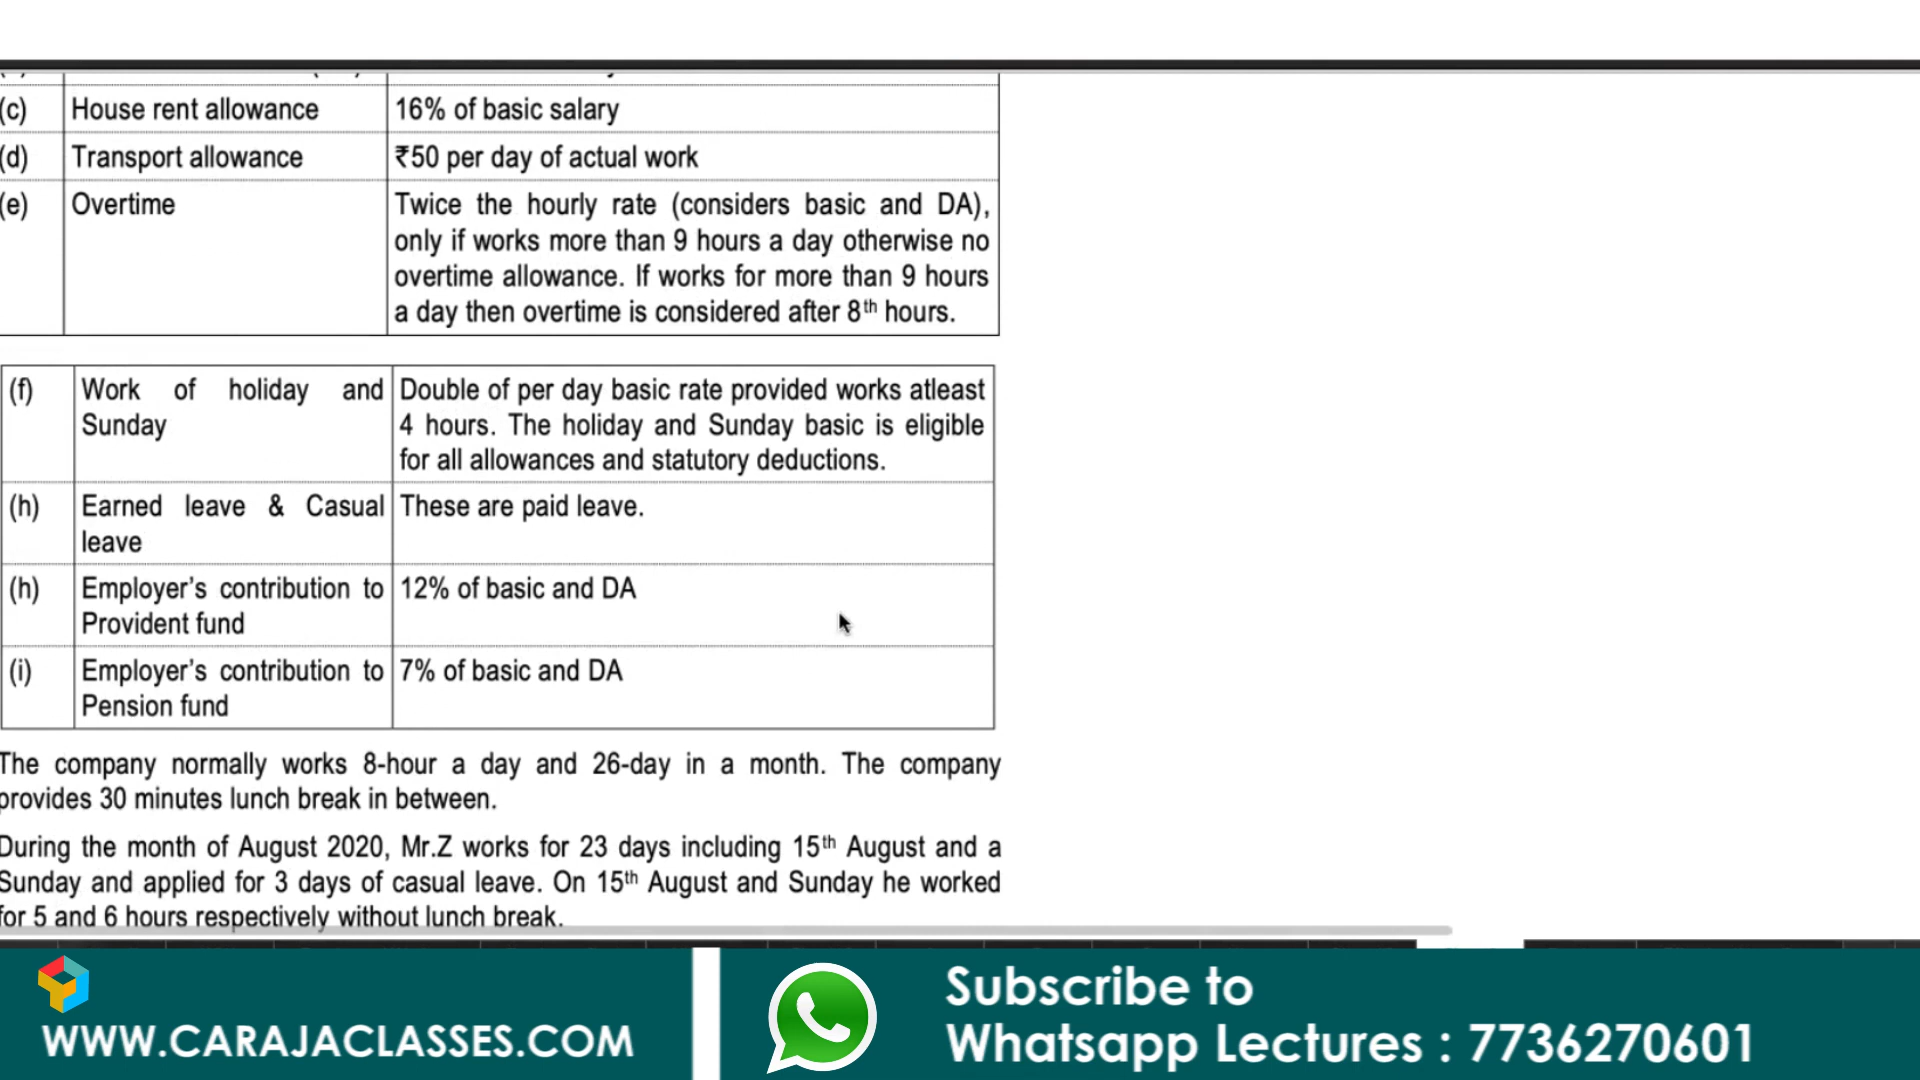 (c) House rent allowance 16% of basic salary
(d) Transport allowance ₹50 per day of actual work
(e) Overtime Twice the hourly rate (considers basic and DA),
only if works more than 9 hours a day otherwise no
overtime allowance. If works for more than 9 hours
a day then overtime is considered after 8th hours.
(f) Work of holiday and Double of per day basic rate provided works atleast
Sunday 4 hours. The holiday and Sunday basic is eligible
for all allowances and statutory deductions.
(h) Earned leave & Casual These are paid leave.
leave
(h) Employer’s contribution to 12% of basic and DA
Provident fund
(i) Employer’s contribution to 7% of basic and DA
Pension fund
The company normally works 8-hour a day and 26-day in a month. The company
provides 30 minutes lunch break in between.
During the month of August 2020, Mr.Z works for 23 days including 15th August and a
Sunday and applied for 3 days of casual leave. On 15th August and Sunday he worked
for 5 and 6 hours respectively without lunch break.
WWW.CARAJACLASSES.COM
Subscribe to
Whatsapp Lectures : 7736270601